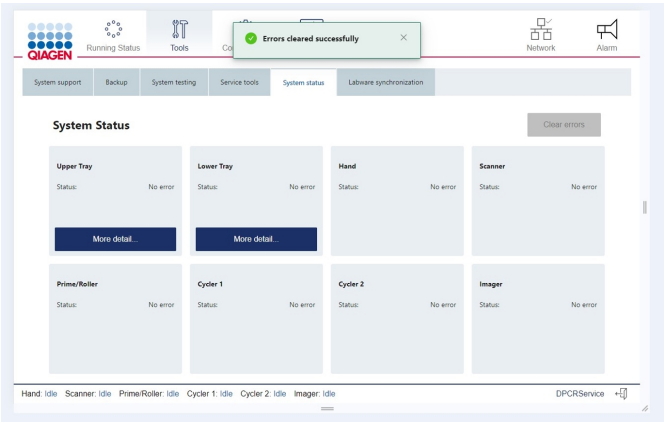 QIAGEN
Running Status
Tools
Co
Errors cleared successfully
Network
Alarm
System support
Backup
System testing
Service tools
System status
Labware synchronization
System Status
Clear errors
Upper Tray
Status: No error
More detail...
Lower Tray
Status: No error
More detail...
Hand
Status: No error
Scanner
Status: No error
Prime/Roller
Status: No error
Cycler 1
Status: No error
Cycler 2
Status: No error
Imager
Status: No error
Hand: Idle Scanner: Idle Prime/Roller: Idle Cycler 1: Idle Cycler 2: Idle Imager: Idle
DPCRService